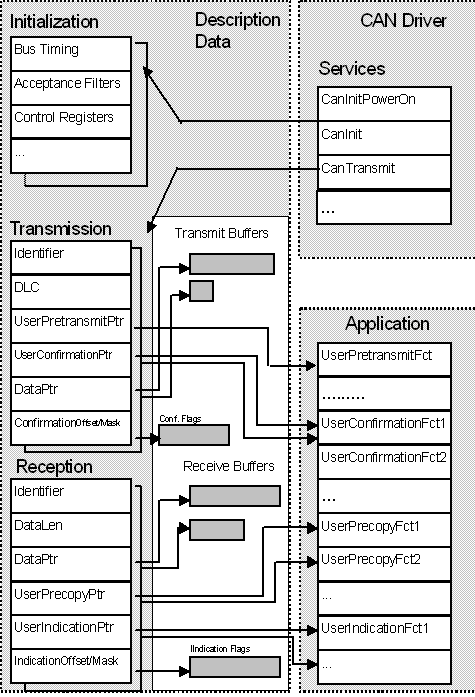 Initialization
Description
Data
Bus Timing
Acceptance Filters
Control Registers
...
CAN Driver
Services
CanInitPowerOn
CanInit
CanTransmit
...
Transmission
Identifier
DLC
UserPretransmitPtr
UserConfirmationPtr
DataPtr
ConfirmationOffset/Mask
Transmit Buffers
Conf. Flags
Receive Buffers
IIndication Flags
Reception
Identifier
DataLen
DataPtr
UserPrecopyPtr
UserIndicationPtr
IndicationOffset/Mask
Application
UserPretransmitFct
.........
UserConfirmationFct1
UserConfirmationFct2
...
UserPrecopyFct1
UserPrecopyFct2
...
UserIndicationFct1
...